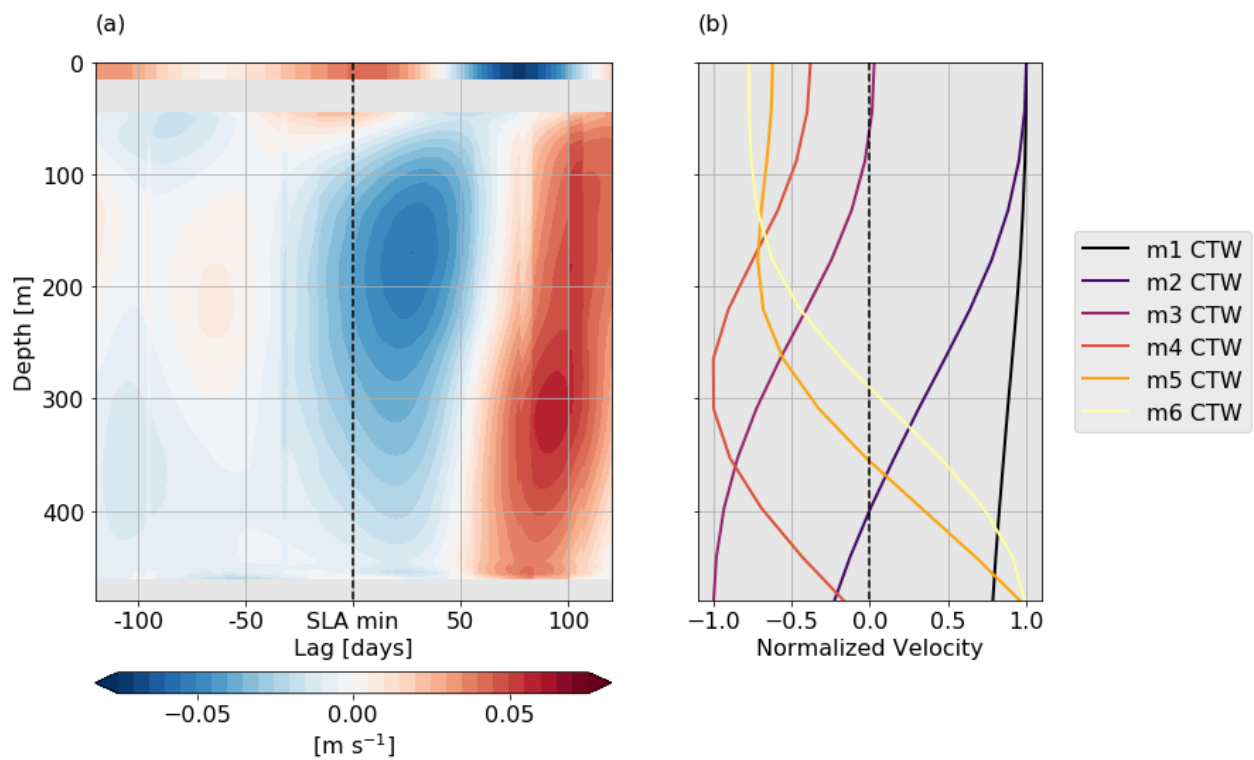 (a)
(b)
0
100
200
300
400
Depth [m]
-100
-50
SLA min
50
100
Lag [days]
−0.05
0.00
0.05
[m s⁻¹]
−1.0
−0.5
0.0
0.5
1.0
Normalized Velocity
m1 CTW
m2 CTW
m3 CTW
m4 CTW
m5 CTW
m6 CTW